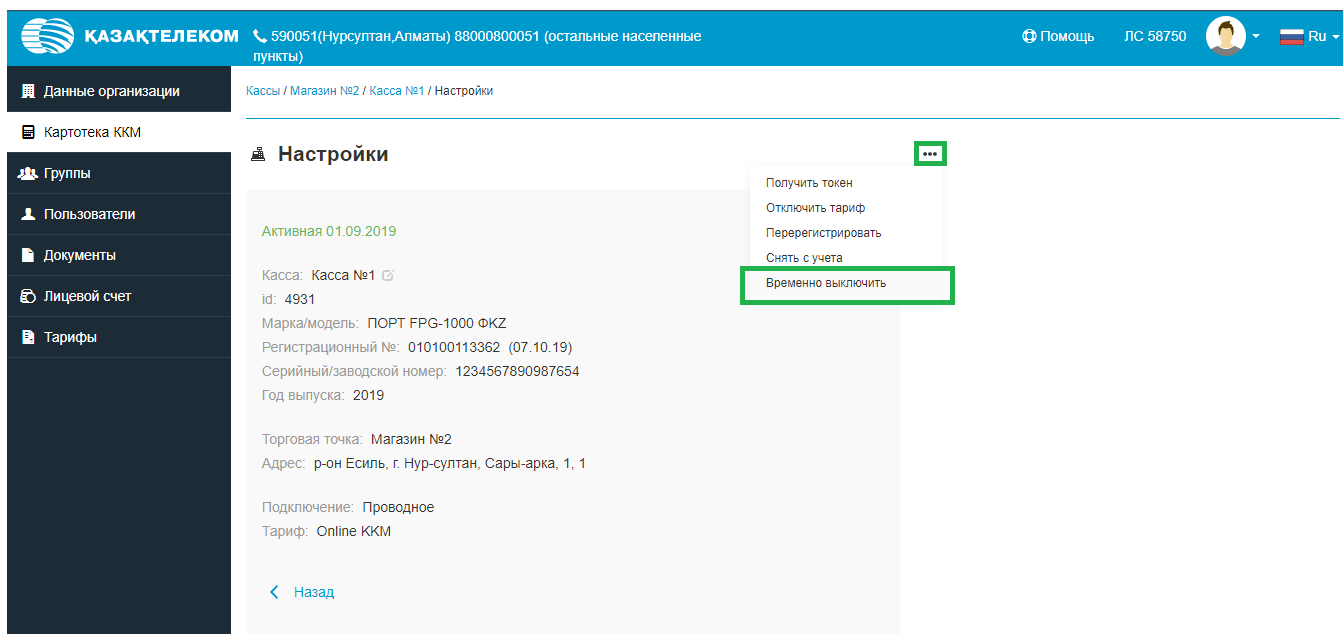 ҚАЗАҚТЕЛЕКОМ
590051(Нурсултан,Алматы) 88000800051 (остальные населенные
пункты)
Помощь
ЛС 58750
Ru
Данные организации
Картотека ККМ
Группы
Пользователи
Документы
Лицевой счет
Тарифы
Кассы / Магазин №2 / Касса №1 / Настройки
Настройки
Получить токен
Отключить тариф
Перерегистрировать
Снять с учета
Временно выключить
Активная 01.09.2019
Касса: Касса №1
id: 4931
Марка/модель: ПОРТ FPG-1000 ФKZ
Регистрационный №: 010100113362 (07.10.19)
Серийный/заводской номер: 1234567890987654
Год выпуска: 2019
Торговая точка: Магазин №2
Адрес: р-он Есиль, г. Нур-султан, Сары-арка, 1, 1
Подключение: Проводное
Тариф: Online ККМ
Назад